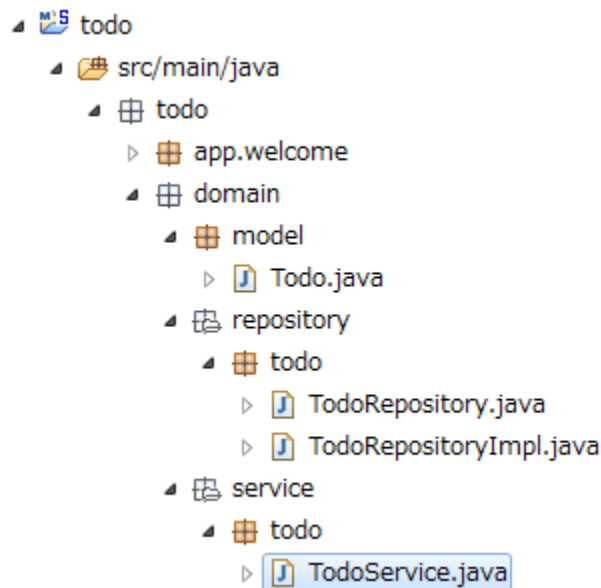 todo
src/main/java
todo
app.welcome
domain
model
Todo.java
repository
todo
TodoRepository.java
TodoRepositoryImpl.java
service
todo
TodoService.java